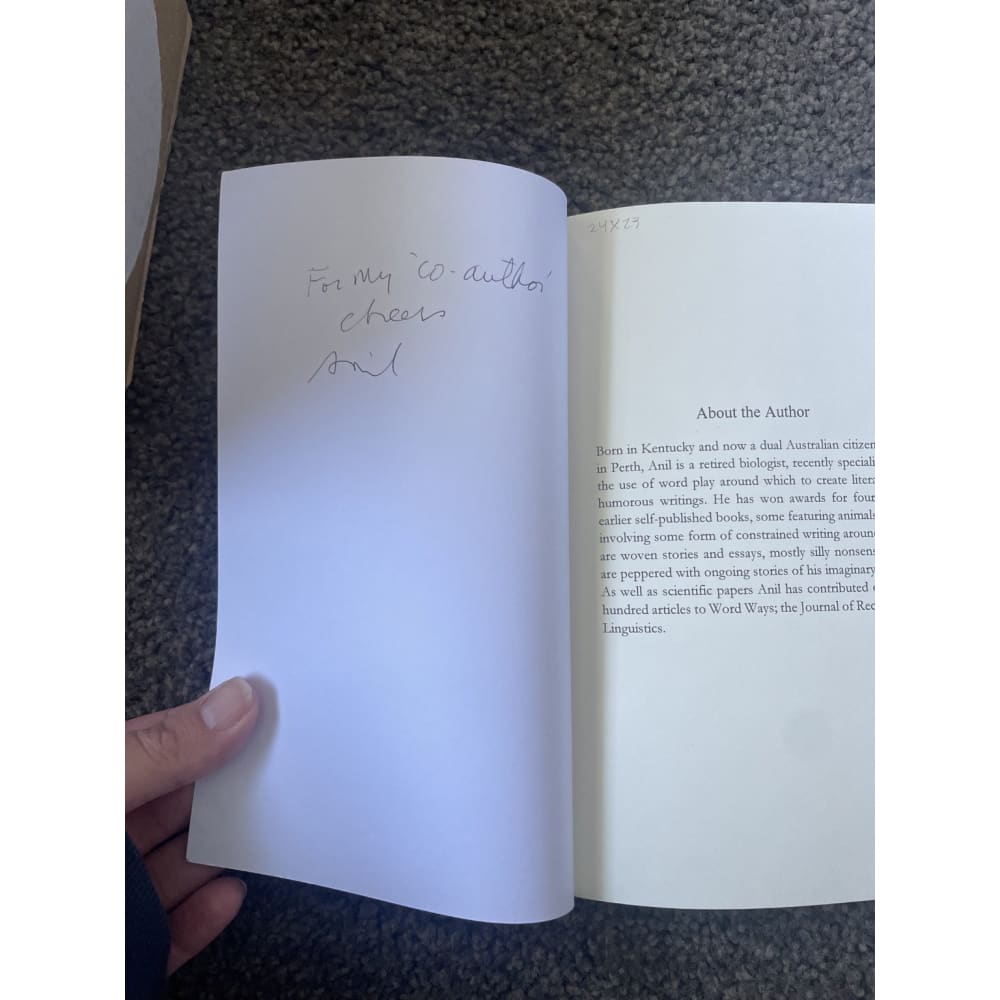 For My 'co-author'
cheers
Anil
24X23
About the Author
Born in Kentucky and now a dual Australian citizen
in Perth, Anil is a retired biologist, recently speciali
the use of word play around which to create litera
humorous writings. He has won awards for four
earlier self-published books, some featuring animals
involving some form of constrained writing aroun
are woven stories and essays, mostly silly nonsens
are peppered with ongoing stories of his imaginary
As well as scientific papers Anil has contributed
hundred articles to Word Ways; the Journal of Rec
Linguistics.